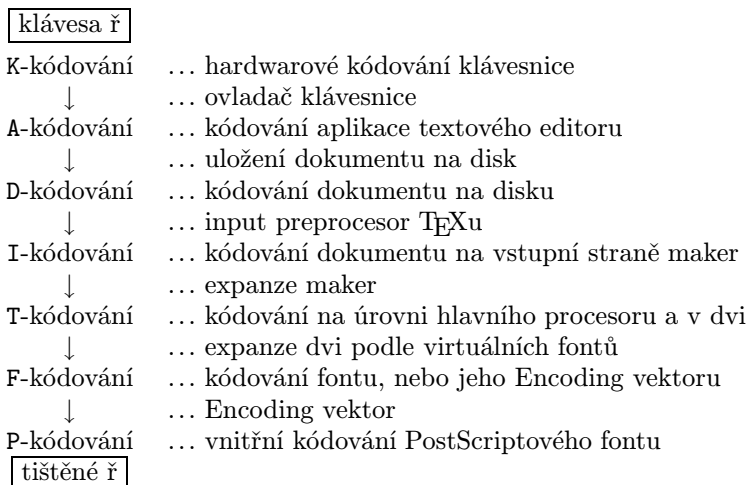 klávesa ř
K-kódování ... hardwarové kódování klávesnice
↓ ... ovladač klávesnice
A-kódování ... kódování aplikace textového editoru
↓ ... uložení dokumentu na disk
D-kódování ... kódování dokumentu na disku
↓ ... input preprocesor TEXu
I-kódování ... kódování dokumentu na vstupní straně maker
↓ ... expanze maker
T-kódování ... kódování na úrovni hlavního procesoru a v dvi
↓ ... expanze dvi podle virtuálních fontů
F-kódování ... kódování fontu, nebo jeho Encoding vektoru
↓ ... Encoding vektor
P-kódování ... vnitřní kódování PostScriptového fontu
tištěné ř